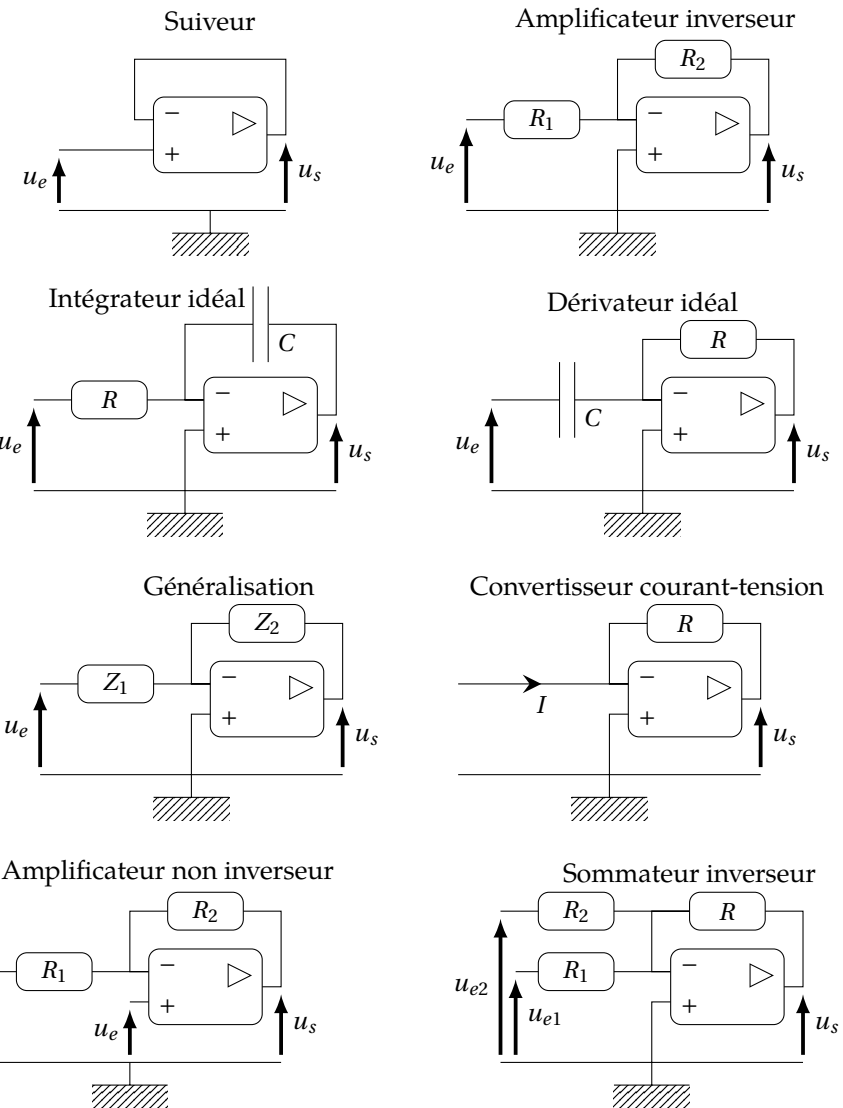 Suiveur
Amplificateur inverseur
R₂
−
+
▷
uₑ
uₛ
R₁
−
+
▷
uₑ
uₛ
Intégrateur idéal
Dérivateur idéal
C
R
R
−
+
▷
uₑ
uₛ
C
−
+
▷
uₑ
uₛ
Généralisation
Convertisseur courant-tension
Z₂
R
Z₁
−
+
▷
uₑ
uₛ
I
−
+
▷
uₛ
Amplificateur non inverseur
Sommateur inverseur
R₂
R₂
R
R₁
−
+
▷
uₑ
uₛ
R₁
−
+
▷
uₑ₂
uₑ₁
uₛ